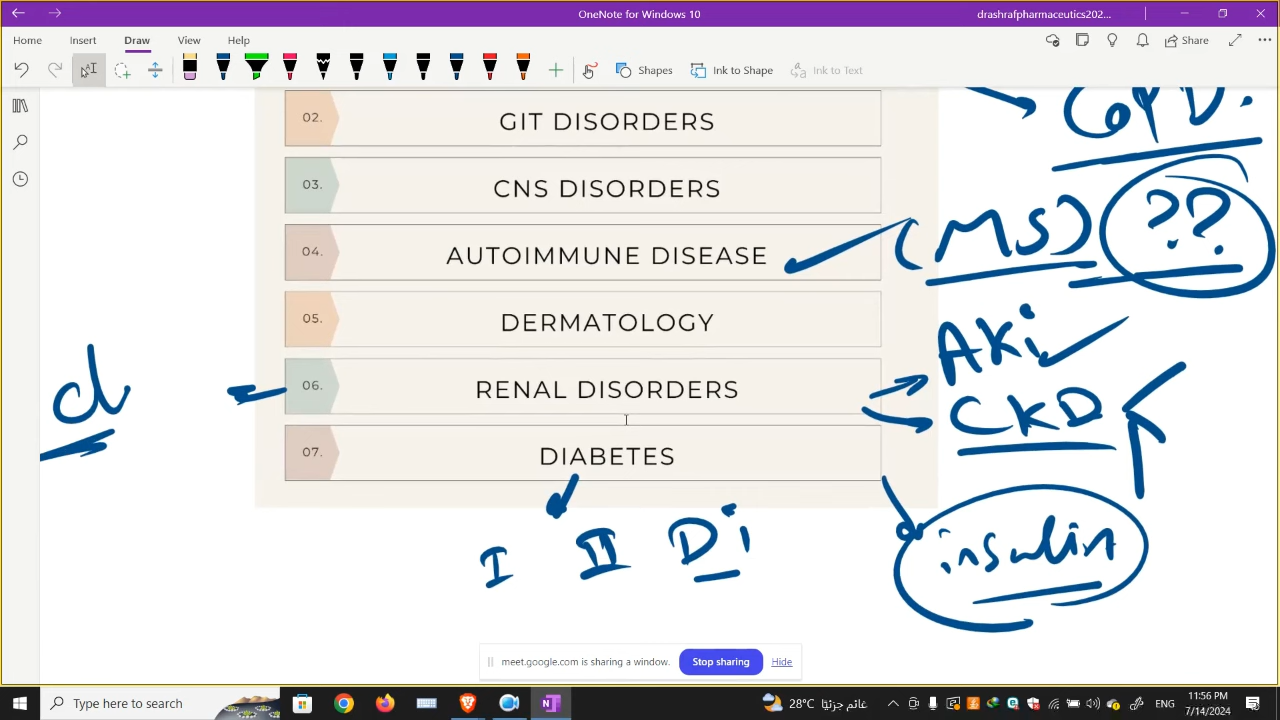 OneNote for Windows 10
drashrafpharmaceutics202...
Home Insert Draw View Help
Share
Shapes Ink to Shape Ink to Text
COPD.
02. GIT DISORDERS
03. CNS DISORDERS
(MS) ??
04. AUTOIMMUNE DISEASE
05. DERMATOLOGY
AKi
d
06. RENAL DISORDERS
CKD
07. DIABETES
I II Di
insulin
meet.google.com is sharing a window. Stop sharing Hide
Type here to search
28°C غائم جزئيًا
ENG
11:56 PM
7/14/2024